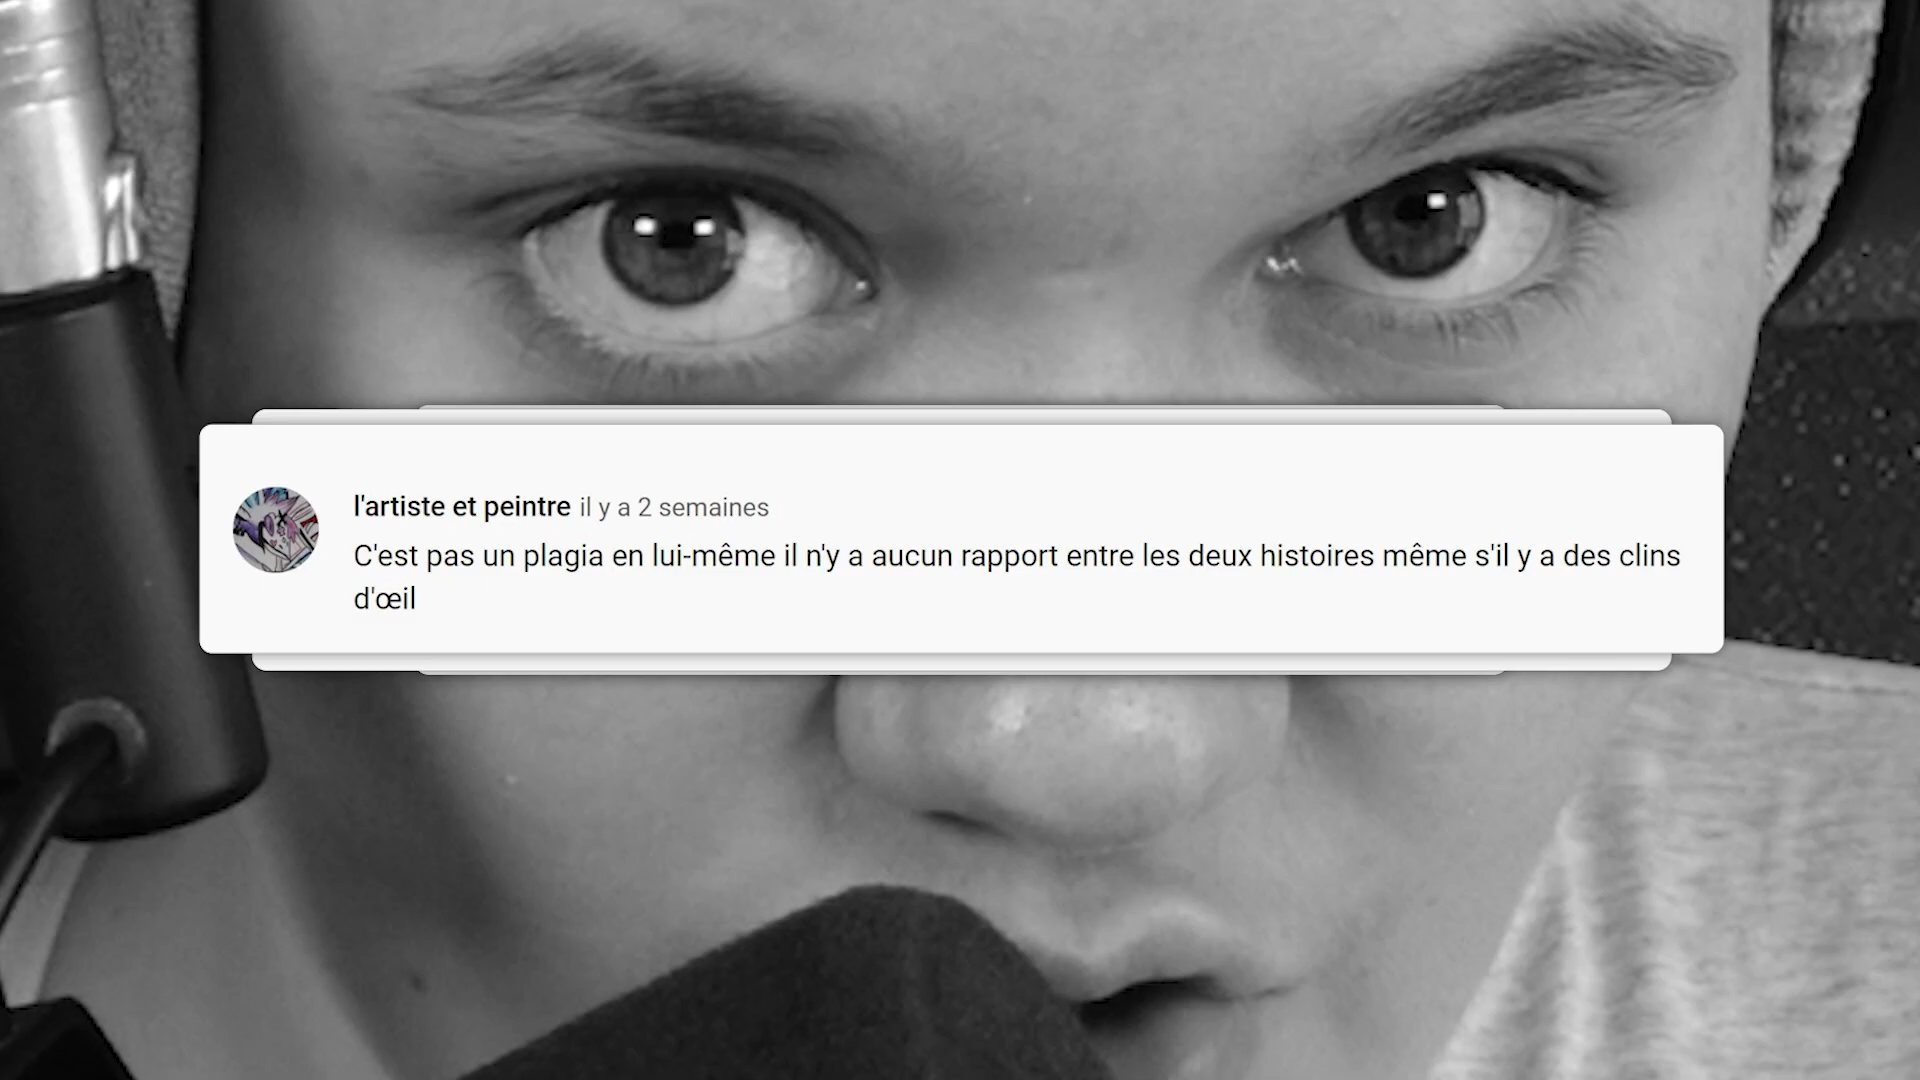 l'artiste et peintre il y a 2 semaines
C'est pas un plagia en lui-même il n'y a aucun rapport entre les deux histoires même s'il y a des clins
d'œil